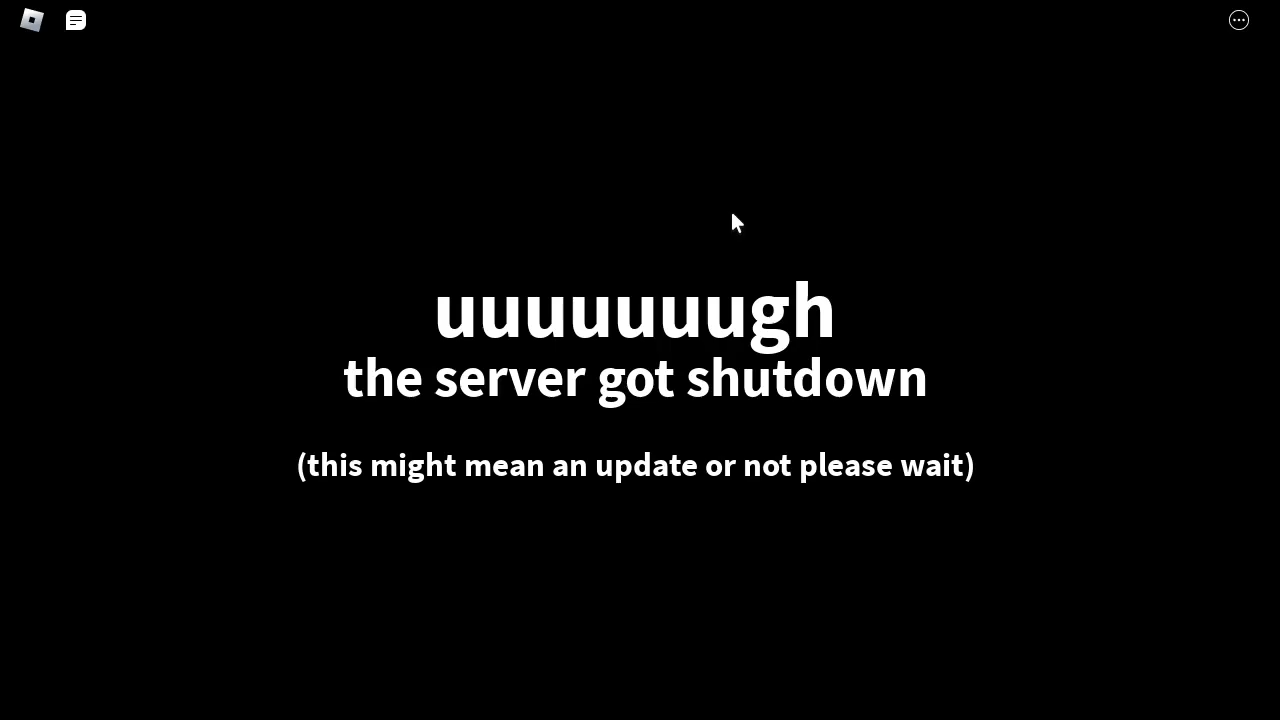 uuuuuuugh
the server got shutdown
(this might mean an update or not please wait)